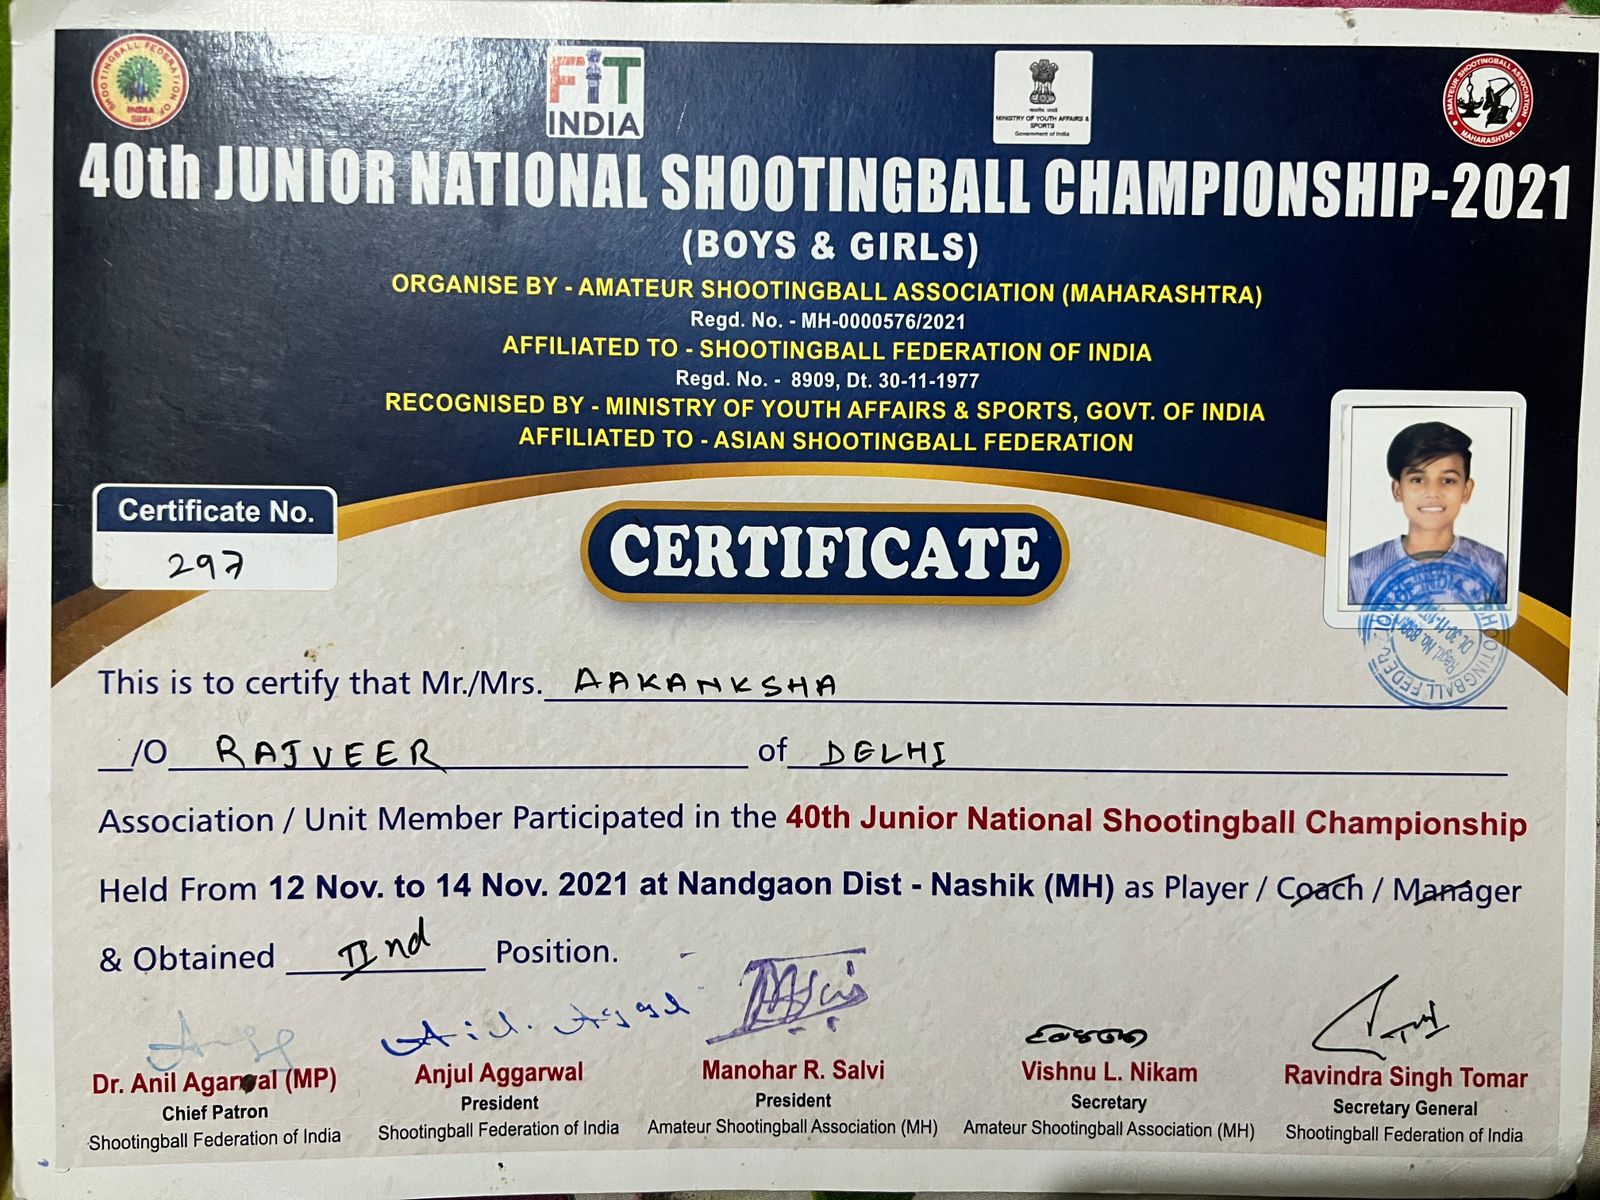 SHOOTINGBALL FEDERATION OF
INDIA
SBFI
FIT
INDIA
MINISTRY OF YOUTH AFFAIRS &
SPORTS
Government of India
AMATEUR SHOOTINGBALL ASSOCIATION
MAHARASHTRA
40th JUNIOR NATIONAL SHOOTINGBALL CHAMPIONSHIP-2021
(BOYS & GIRLS)
ORGANISE BY - AMATEUR SHOOTINGBALL ASSOCIATION (MAHARASHTRA)
Regd. No. - MH-0000576/2021
AFFILIATED TO - SHOOTINGBALL FEDERATION OF INDIA
Regd. No. - 8909, Dt. 30-11-1977
RECOGNISED BY - MINISTRY OF YOUTH AFFAIRS & SPORTS, GOVT. OF INDIA
AFFILIATED TO - ASIAN SHOOTINGBALL FEDERATION
Certificate No.
297
CERTIFICATE
This is to certify that Mr./Mrs. AAKANKSHA
/O RAJVEER of DELHI
Association / Unit Member Participated in the 40th Junior National Shootingball Championship
Held From 12 Nov. to 14 Nov. 2021 at Nandgaon Dist - Nashik (MH) as Player / Coach / Manager
& Obtained IInd Position.
Dr. Anil Agarwal (MP)
Chief Patron
Shootingball Federation of India
Anjul Aggarwal
President
Shootingball Federation of India
Manohar R. Salvi
President
Amateur Shootingball Association (MH)
Vishnu L. Nikam
Secretary
Amateur Shootingball Association (MH)
Ravindra Singh Tomar
Secretary General
Shootingball Federation of India